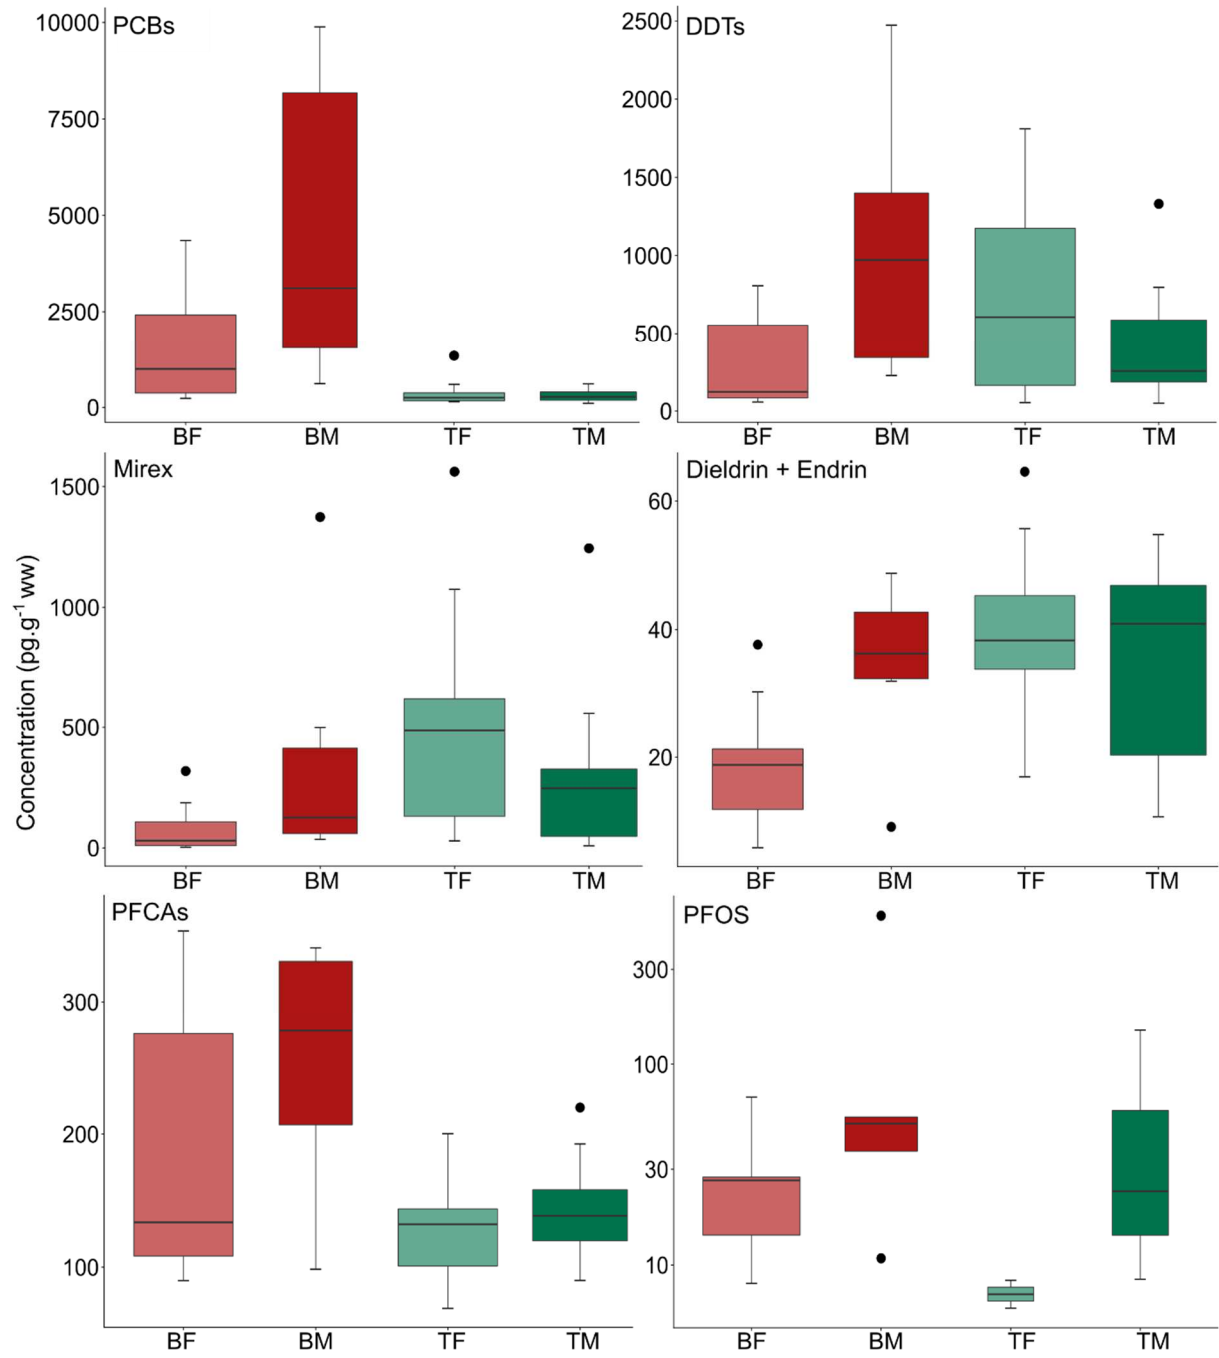 PCBs
10000
7500
5000
2500
0
BF BM TF TM
DDTs
2500
2000
1500
1000
500
0
BF BM TF TM
Concentration (pg.g⁻¹ ww)
Mirex
1500
1000
500
0
BF BM TF TM
Dieldrin + Endrin
60
40
20
BF BM TF TM
PFCAs
300
200
100
BF BM TF TM
PFOS
300
100
30
10
BF BM TF TM